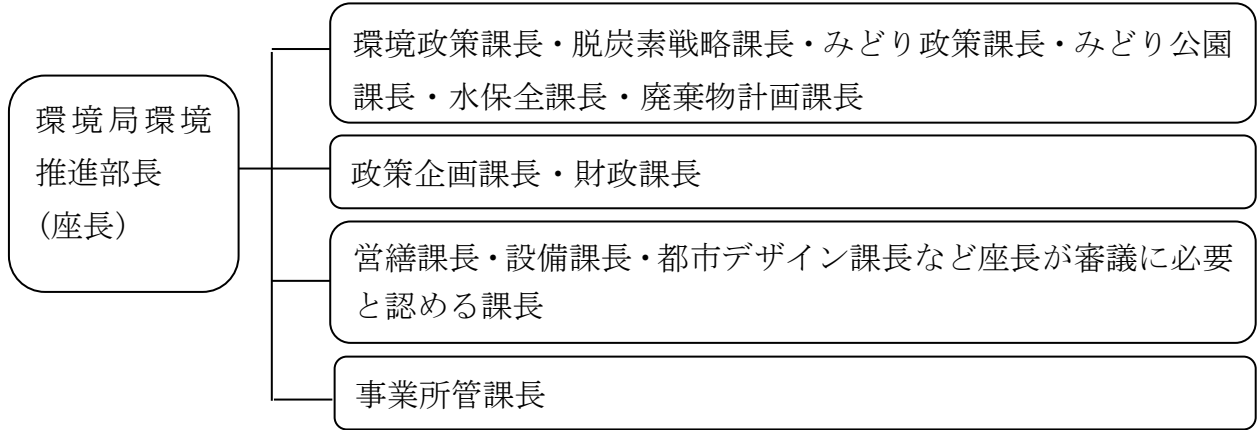 環境局環境
推進部長
(座長)
環境政策課長・脱炭素戦略課長・みどり政策課長・みどり公園
課長・水保全課長・廃棄物計画課長
政策企画課長・財政課長
営繕課長・設備課長・都市デザイン課長など座長が審議に必要
と認める課長
事業所管課長